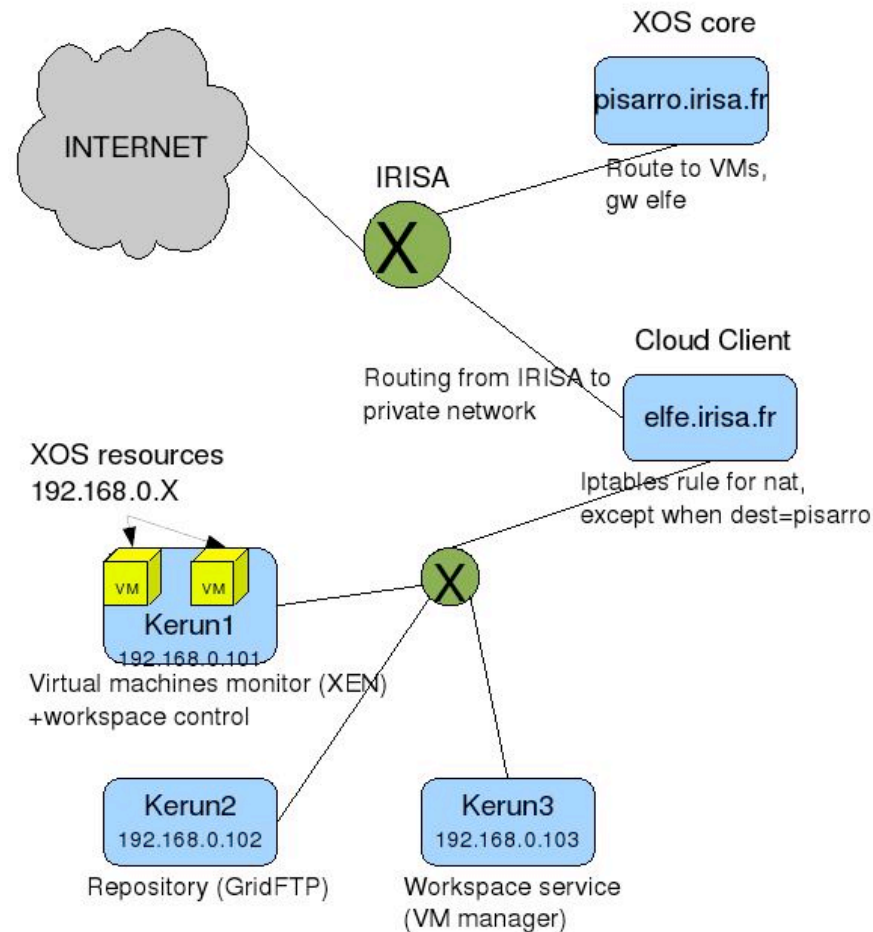 XOS core
pisarro.irisa.fr
INTERNET
IRISA
Route to VMs,
gw elfe
X
Cloud Client
Routing from IRISA to
private network
elfe.irisa.fr
XOS resources
192.168.0.X
Iptables rule for nat,
except when dest=pisarro
VM
VM
X
Kerun1
192.168.0.101
Virtual machines monitor (XEN)
+workspace control
Kerun2
192.168.0.102
Kerun3
192.168.0.103
Repository (GridFTP)
Workspace service
(VM manager)